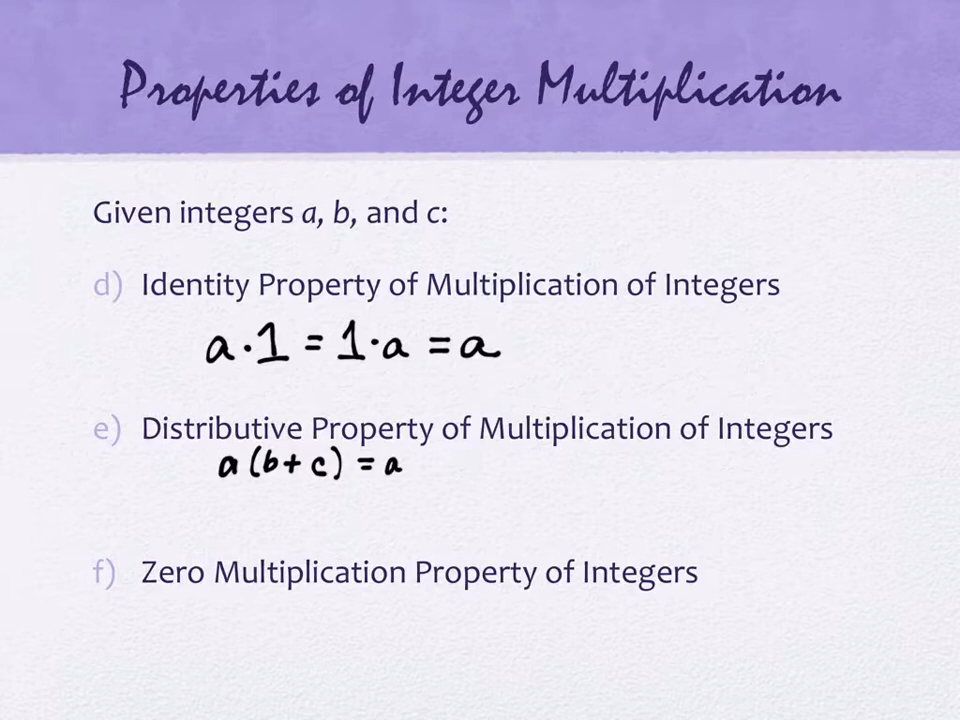 Properties of Integer Multiplication
Given integers a, b, and c:
d) Identity Property of Multiplication of Integers
a · 1 = 1 · a = a
e) Distributive Property of Multiplication of Integers
a (b + c) = a
f) Zero Multiplication Property of Integers